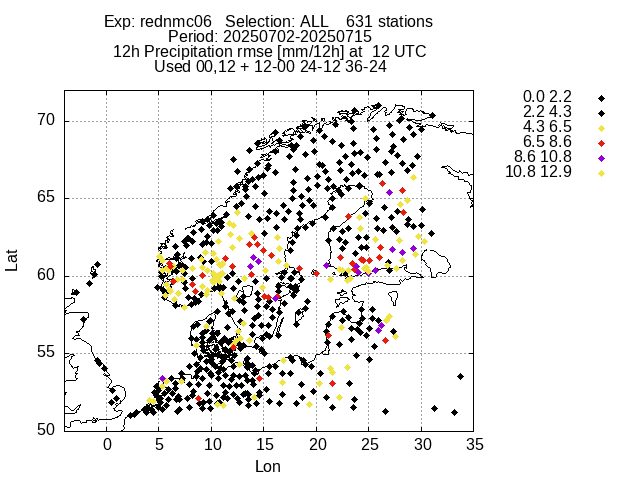 Exp: rednmc06   Selection: ALL    631 stations
Period: 20250702-20250715
12h Precipitation rmse [mm/12h] at  12 UTC
Used 00,12 + 12-00 24-12 36-24
0.0 2.2
2.2 4.3
4.3 6.5
6.5 8.6
8.6 10.8
10.8 12.9
Lat
70
65
60
55
50
0 5 10 15 20 25 30 35
Lon